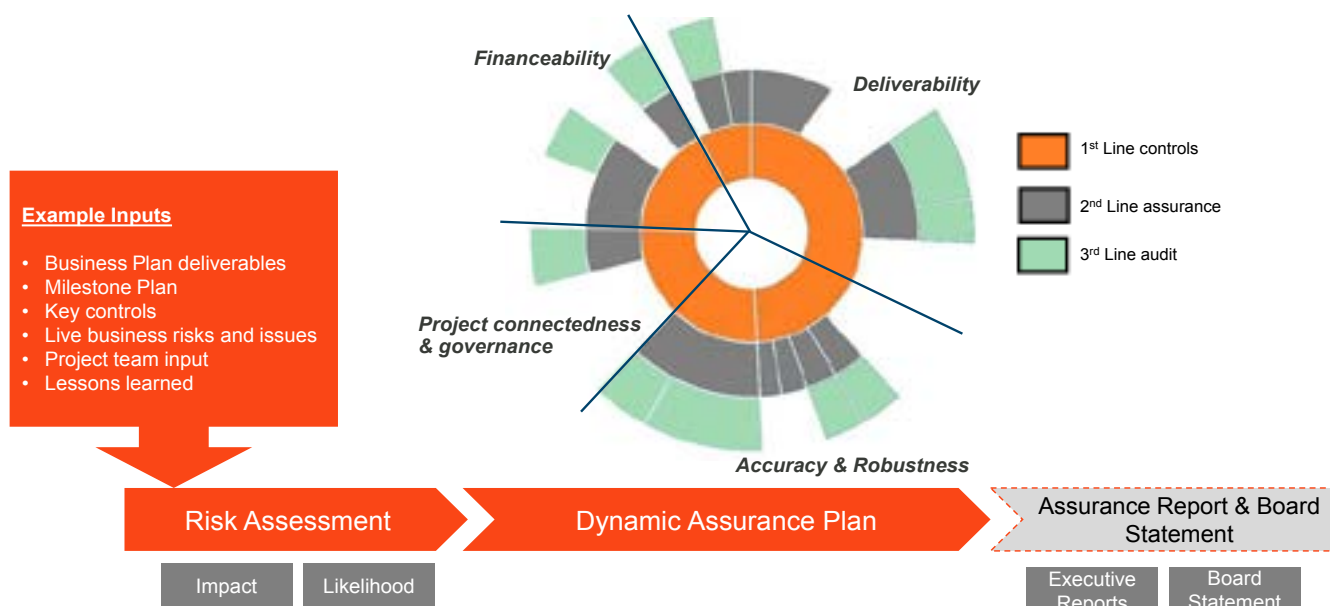 Financeability
Deliverability
1st Line controls
2nd Line assurance
3rd Line audit
Example Inputs
• Business Plan deliverables
• Milestone Plan
• Key controls
• Live business risks and issues
• Project team input
• Lessons learned
Project connectedness
& governance
Accuracy & Robustness
Risk Assessment
Dynamic Assurance Plan
Assurance Report & Board
Statement
Impact
Likelihood
Executive
Reports
Board
Statement